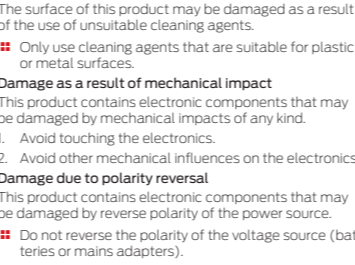 The surface of this product may be damaged as a result
of the use of unsuitable cleaning agents.
Only use cleaning agents that are suitable for plastic
or metal surfaces.
Damage as a result of mechanical impact
This product contains electronic components that may
be damaged by mechanical impacts of any kind.
1. Avoid touching the electronics.
2. Avoid other mechanical influences on the electronics
Damage due to polarity reversal
This product contains electronic components that may
be damaged by reverse polarity of the power source.
Do not reverse the polarity of the voltage source (bat
teries or mains adapters).